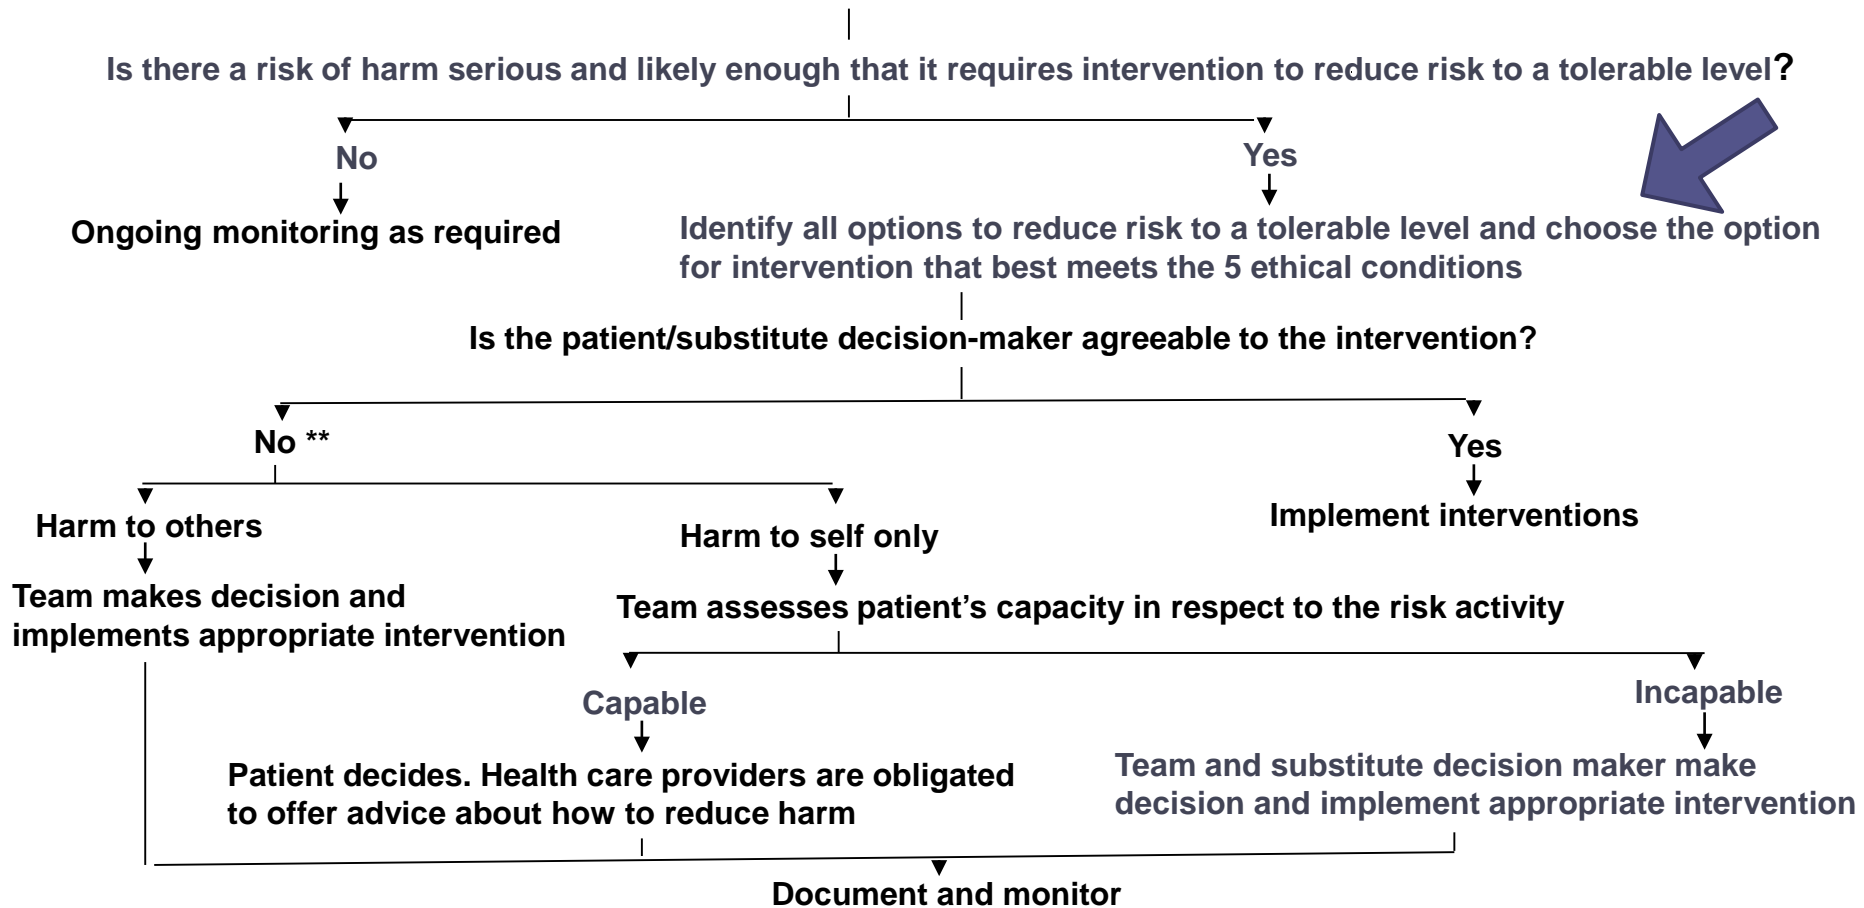 Is there a risk of harm serious and likely enough that it requires intervention to reduce risk to a tolerable level?
No
Yes
Ongoing monitoring as required
Identify all options to reduce risk to a tolerable level and choose the option
for intervention that best meets the 5 ethical conditions
Is the patient/substitute decision-maker agreeable to the intervention?
No **
Yes
Harm to others
Harm to self only
Implement interventions
Team makes decision and
implements appropriate intervention
Team assesses patient’s capacity in respect to the risk activity
Capable
Incapable
Patient decides. Health care providers are obligated
to offer advice about how to reduce harm
Team and substitute decision maker make
decision and implement appropriate intervention
Document and monitor